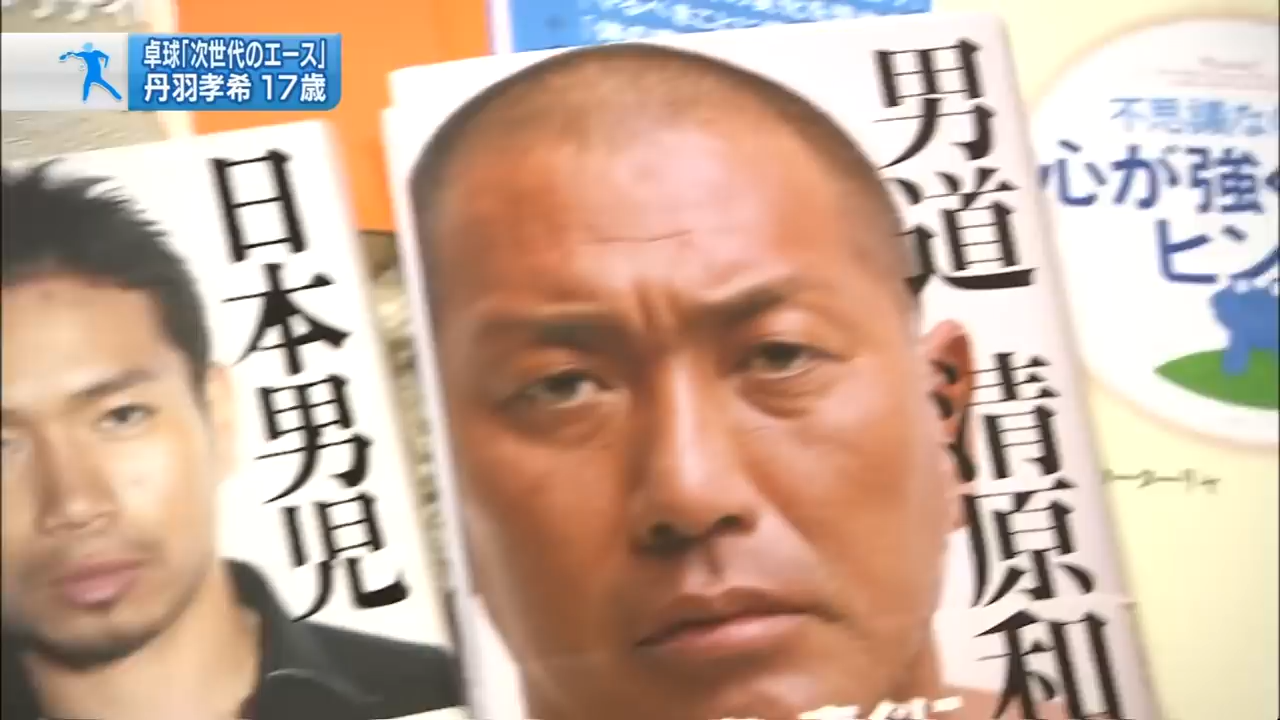 卓球「次世代のエース」
丹羽孝希 17歳
日本男児
男道 清原和
不思議な
心が強く
ヒン